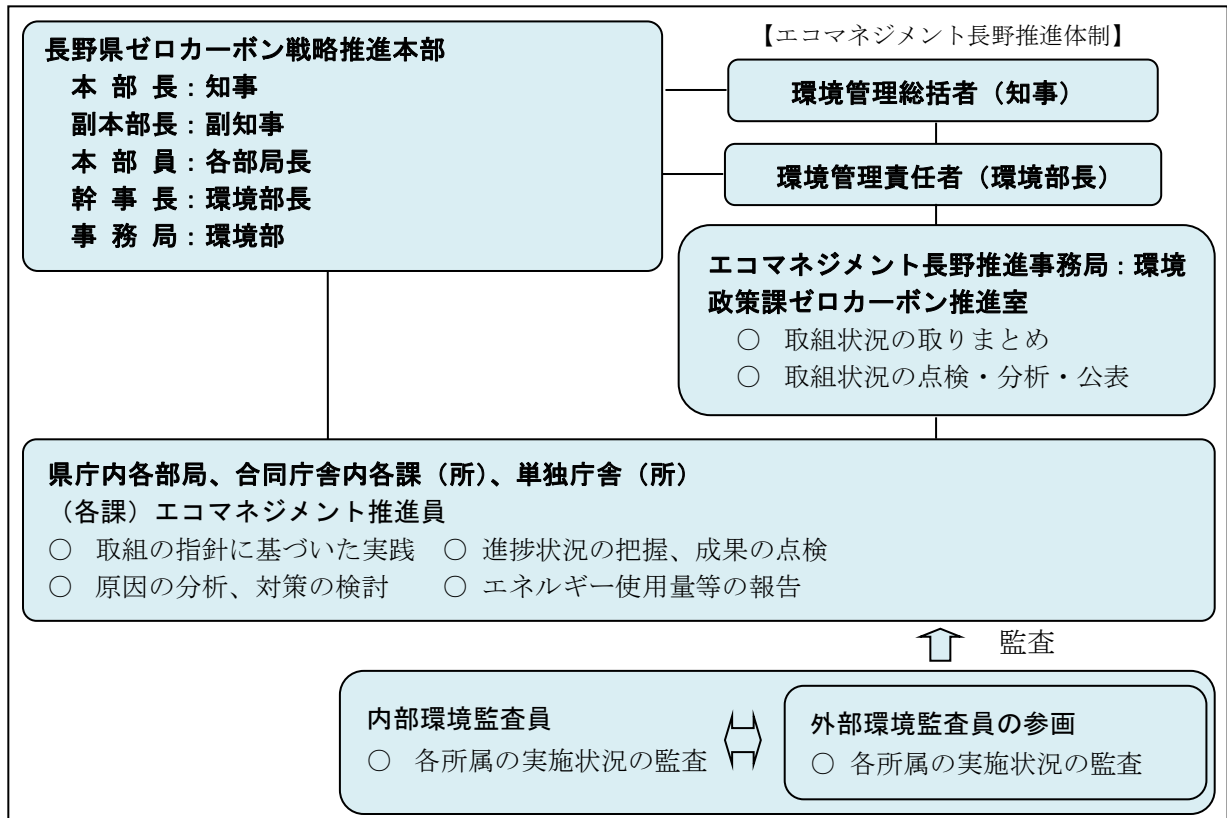 長野県ゼロカーボン戦略推進本部
本 部 長：知事
副本部長：副知事
本 部 員：各部局長
幹 事 長：環境部長
事 務 局：環境部
【エコマネジメント長野推進体制】
環境管理総括者（知事）
環境管理責任者（環境部長）
エコマネジメント長野推進事務局：環境
政策課ゼロカーボン推進室
○ 取組状況の取りまとめ
○ 取組状況の点検・分析・公表
県庁内各部局、合同庁舎内各課（所）、単独庁舎（所）
（各課）エコマネジメント推進員
○ 取組の指針に基づいた実践 ○ 進捗状況の把握、成果の点検
○ 原因の分析、対策の検討 ○ エネルギー使用量等の報告
監査
内部環境監査員
○ 各所属の実施状況の監査
外部環境監査員の参画
○ 各所属の実施状況の監査